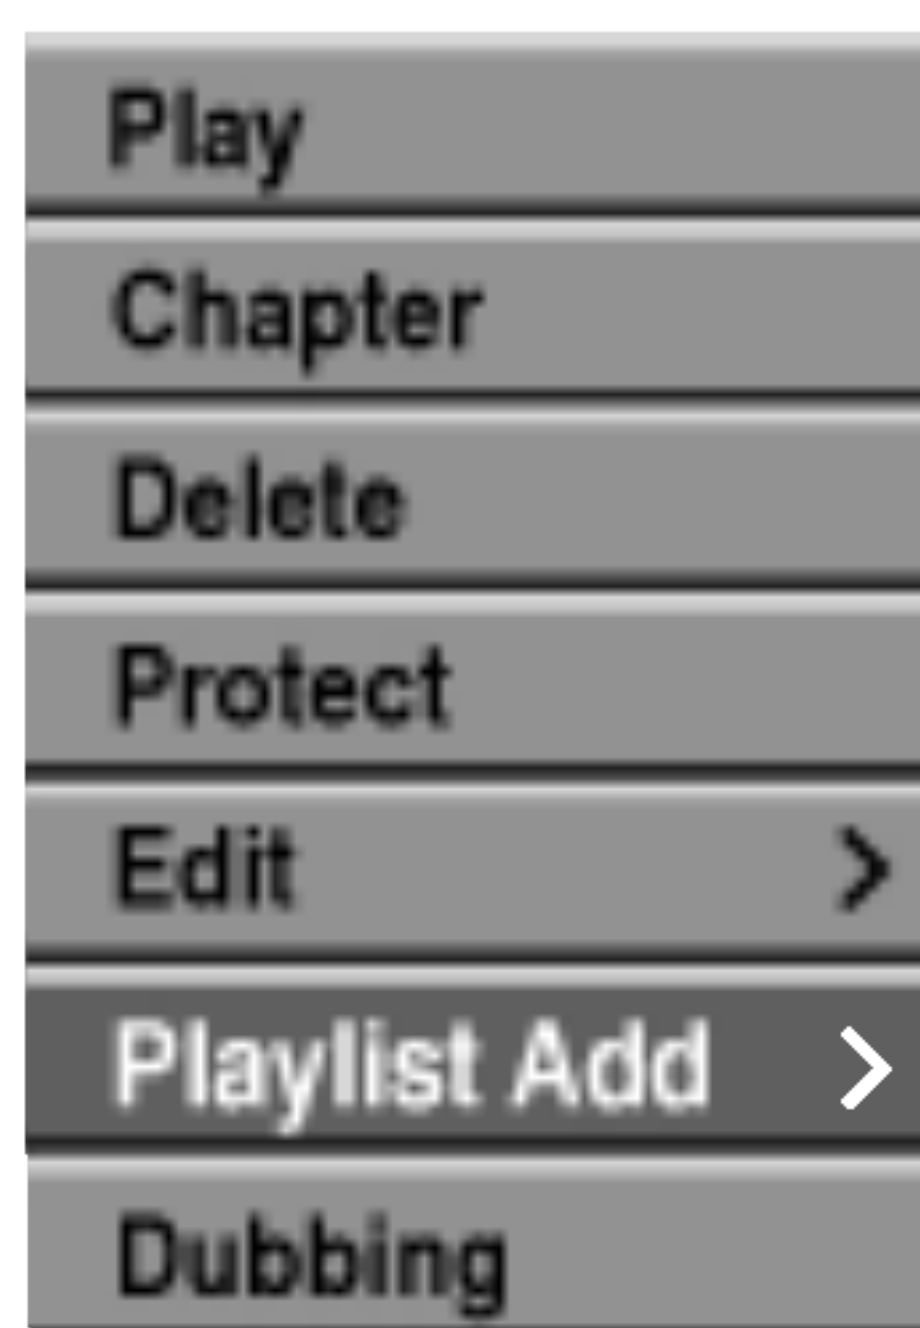 Play
Chapter
Delete
Protect
Edit >
Playlist Add >
Dubbing